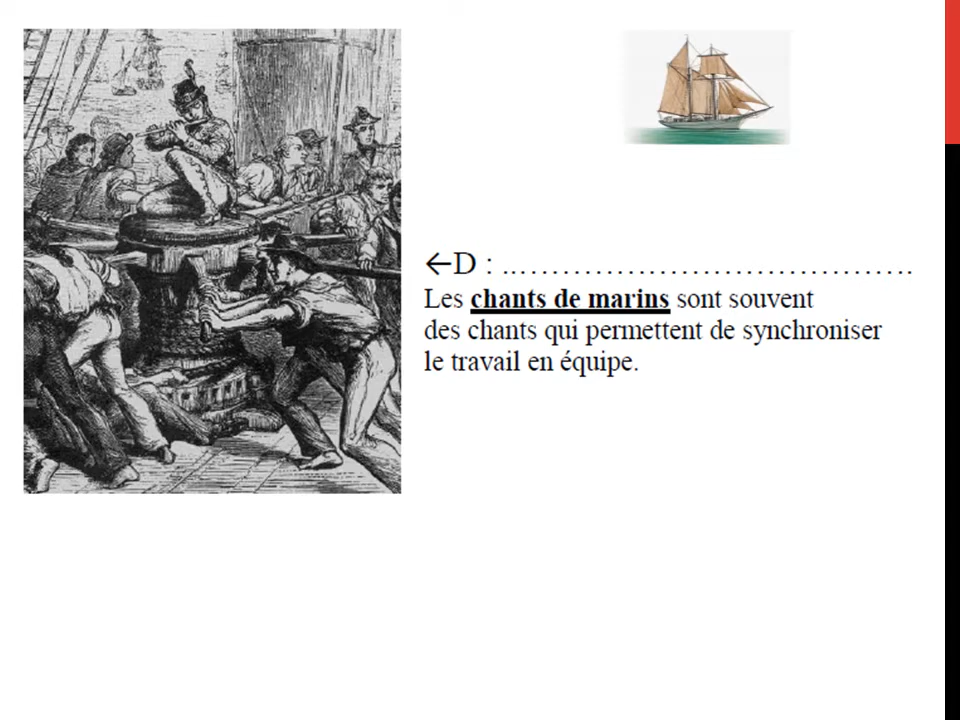 ←D : ……………………………………
Les chants de marins sont souvent
des chants qui permettent de synchroniser
le travail en équipe.